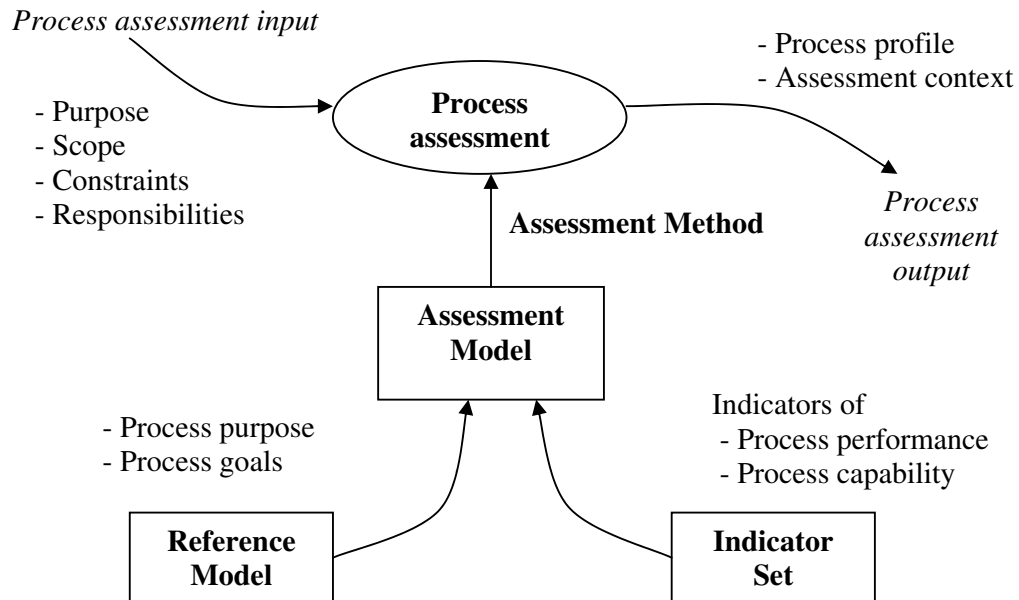 Process assessment input
- Purpose
- Scope
- Constraints
- Responsibilities
Process
assessment
- Process profile
- Assessment context
Process
assessment
output
Assessment Method
Assessment
Model
- Process purpose
- Process goals
Indicators of
- Process performance
- Process capability
Reference
Model
Indicator
Set